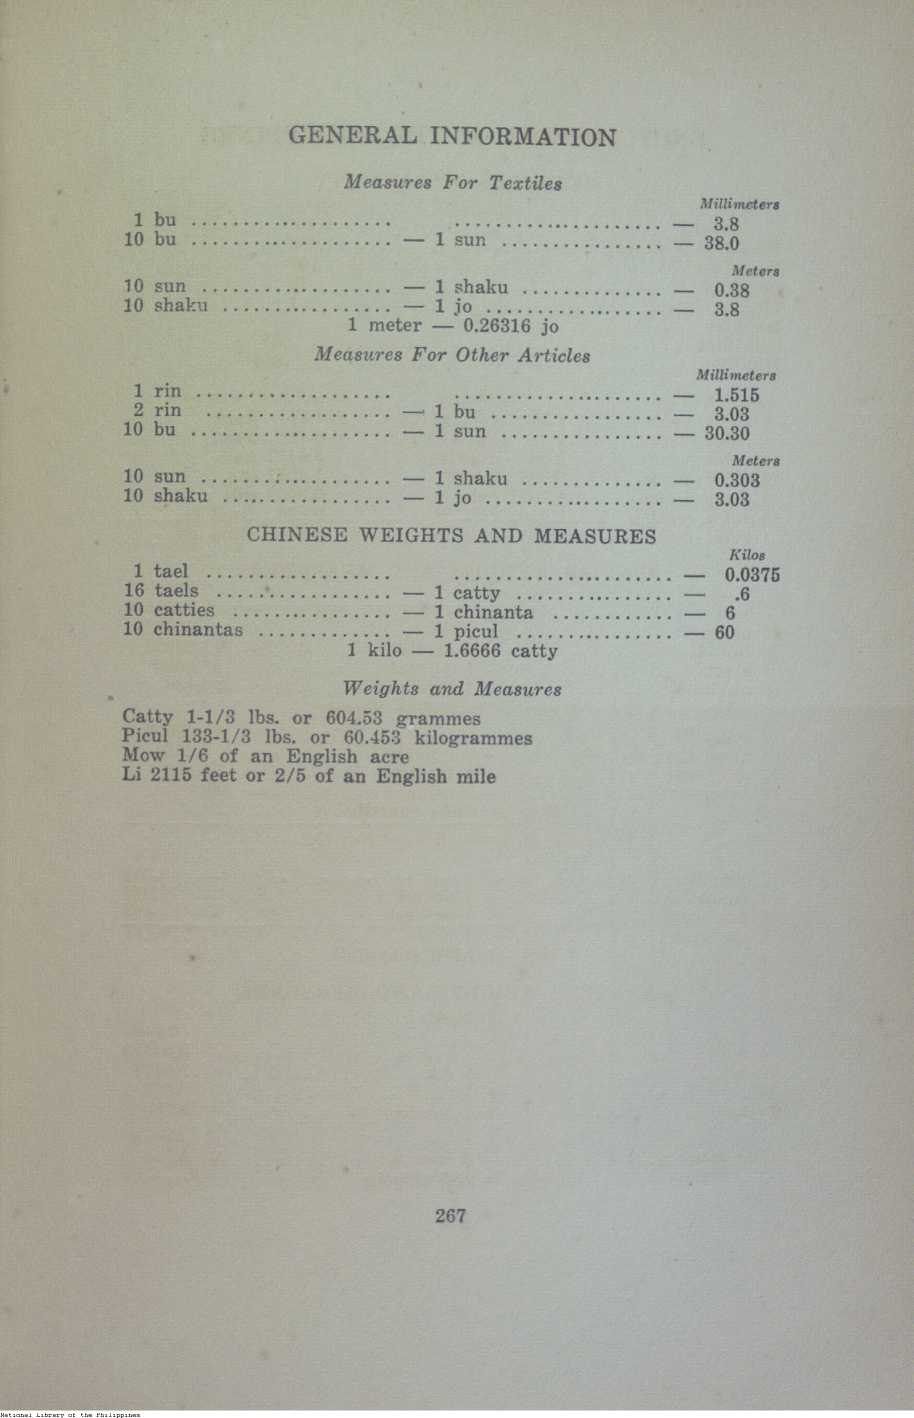 GENERAL INFORMATION
Measures For Textiles
Millimeters
1 bu .................... .................... — 3.8
10 bu .................... — 1 sun ................ — 38.0
Meters
10 sun ................... — 1 shaku .............. — 0.38
10 shaku ................. — 1 jo ................. — 3.8
1 meter — 0.26316 jo
Measures For Other Articles
Millimeters
1 rin ................... .................... — 1.515
2 rin .................. — 1 bu ................. — 3.03
10 bu .................... — 1 sun ................ — 30.30
Meters
10 sun ................... — 1 shaku .............. — 0.303
10 shaku ................. — 1 jo ................. — 3.03
CHINESE WEIGHTS AND MEASURES
Kilos
1 tael .................. ..................... — 0.0375
16 taels ................. — 1 catty ............... — .6
10 catties ............... — 1 chinanta ............ — 6
10 chinantas ............. — 1 picul ................ — 60
1 kilo — 1.6666 catty
Weights and Measures
Catty 1-1/3 lbs. or 604.53 grammes
Picul 133-1/3 lbs. or 60.453 kilogrammes
Mow 1/6 of an English acre
Li 2115 feet or 2/5 of an English mile
267
National Library of the Philippines